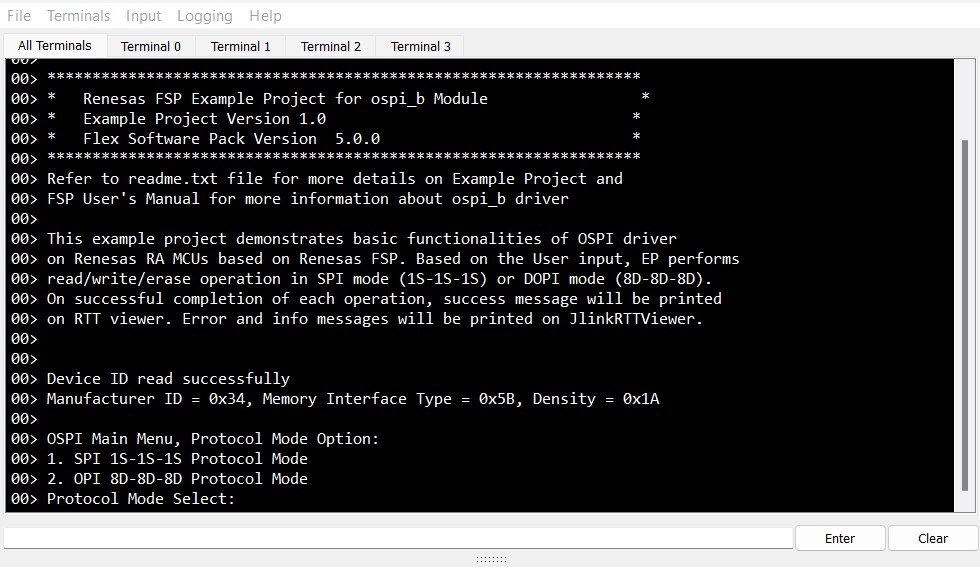 File Terminals Input Logging Help
All Terminals Terminal 0 Terminal 1 Terminal 2 Terminal 3
00>
00> ******************************************************************
00> *   Renesas FSP Example Project for ospi_b Module                 *
00> *   Example Project Version 1.0                                  *
00> *   Flex Software Pack Version  5.0.0                            *
00> ******************************************************************
00> Refer to readme.txt file for more details on Example Project and
00> FSP User's Manual for more information about ospi_b driver
00>
00> This example project demonstrates basic functionalities of OSPI driver
00> on Renesas RA MCUs based on Renesas FSP. Based on the User input, EP performs
00> read/write/erase operation in SPI mode (1S-1S-1S) or DOPI mode (8D-8D-8D).
00> On successful completion of each operation, success message will be printed
00> on RTT viewer. Error and info messages will be printed on JlinkRTTViewer.
00>
00>
00> Device ID read successfully
00> Manufacturer ID = 0x34, Memory Interface Type = 0x5B, Density = 0x1A
00>
00> OSPI Main Menu, Protocol Mode Option:
00> 1. SPI 1S-1S-1S Protocol Mode
00> 2. OPI 8D-8D-8D Protocol Mode
00> Protocol Mode Select:
Enter Clear